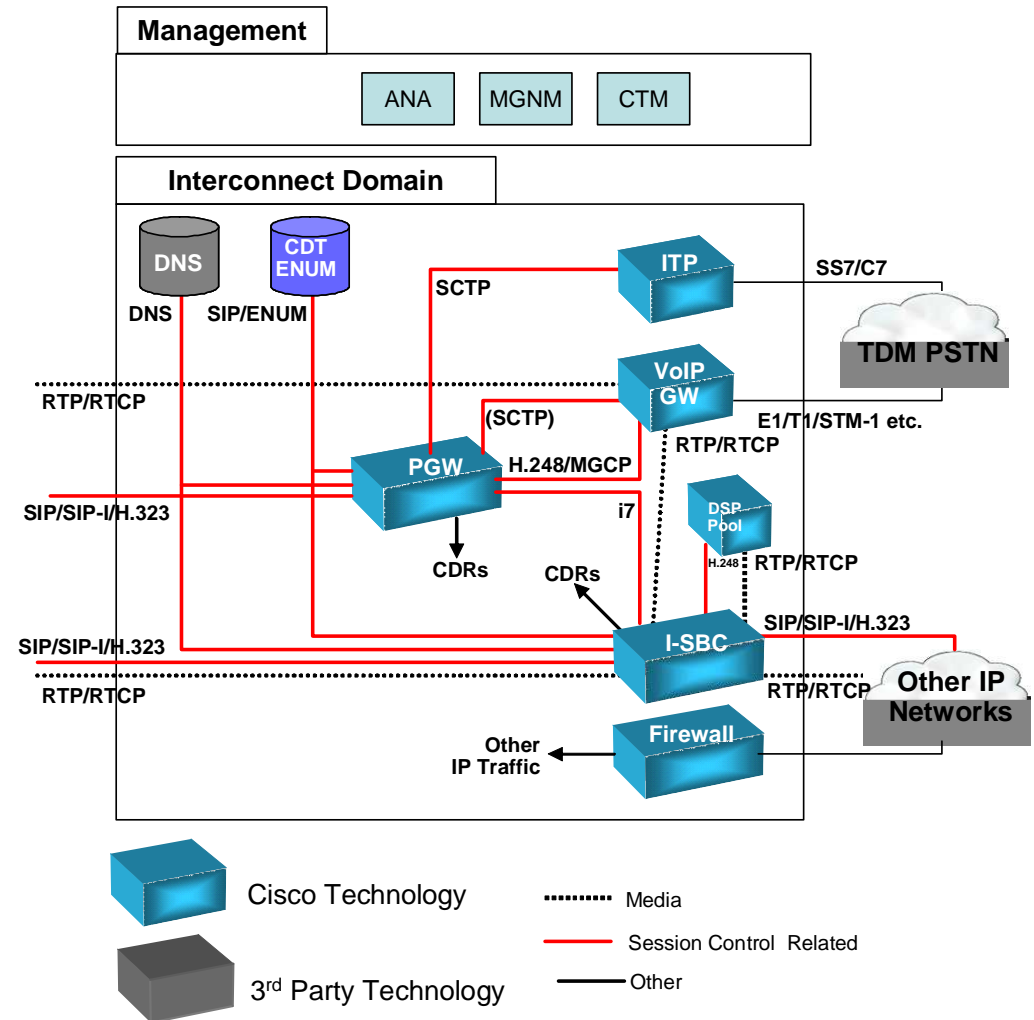 Management
ANA
MGNM
CTM
Interconnect Domain
DNS
CDT
ENUM
ITP
SS7/C7
SCTP
DNS
SIP/ENUM
TDM PSTN
VoIP
GW
RTP/RTCP
(SCTP)
E1/T1/STM-1 etc.
RTP/RTCP
PGW
H.248/MGCP
SIP/SIP-I/H.323
i7
DSP
Pool
CDRs
CDRs
H.248
RTP/RTCP
SIP/SIP-I/H.323
SIP/SIP-I/H.323
I-SBC
RTP/RTCP
RTP/RTCP
Other IP
Networks
Firewall
Other
IP Traffic
Cisco Technology
Media
Session Control Related
Other
3rd Party Technology